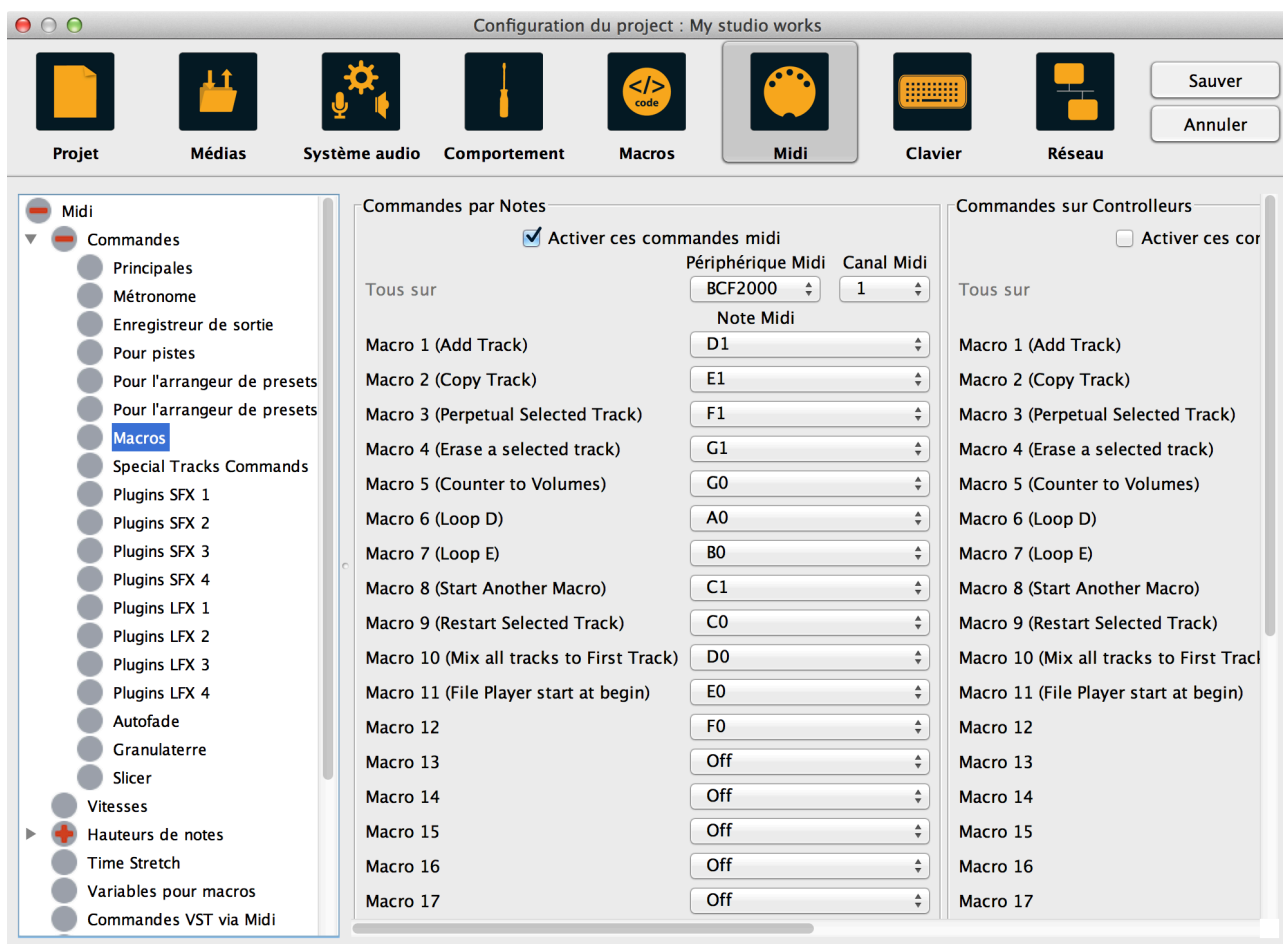 Configuration du project : My studio works
</> code
Projet Médias Système audio Comportement Macros Midi Clavier Réseau
Sauver
Annuler
Midi
Commandes
Principales
Métronome
Enregistreur de sortie
Pour pistes
Pour l'arrangeur de presets
Pour l'arrangeur de presets
Macros
Special Tracks Commands
Plugins SFX 1
Plugins SFX 2
Plugins SFX 3
Plugins SFX 4
Plugins LFX 1
Plugins LFX 2
Plugins LFX 3
Plugins LFX 4
Autofade
Granulaterre
Slicer
Vitesses
Hauteurs de notes
Time Stretch
Variables pour macros
Commandes VST via Midi
Commandes par Notes
Activer ces commandes midi
Périphérique Midi Canal Midi
Tous sur BCF2000 1
Note Midi
Macro 1 (Add Track) D1
Macro 2 (Copy Track) E1
Macro 3 (Perpetual Selected Track) F1
Macro 4 (Erase a selected track) G1
Macro 5 (Counter to Volumes) G0
Macro 6 (Loop D) A0
Macro 7 (Loop E) B0
Macro 8 (Start Another Macro) C1
Macro 9 (Restart Selected Track) C0
Macro 10 (Mix all tracks to First Track) D0
Macro 11 (File Player start at begin) E0
Macro 12 F0
Macro 13 Off
Macro 14 Off
Macro 15 Off
Macro 16 Off
Macro 17 Off
Commandes sur Controlleurs
Activer ces cor
Tous sur
Macro 1 (Add Track)
Macro 2 (Copy Track)
Macro 3 (Perpetual Selected Track)
Macro 4 (Erase a selected track)
Macro 5 (Counter to Volumes)
Macro 6 (Loop D)
Macro 7 (Loop E)
Macro 8 (Start Another Macro)
Macro 9 (Restart Selected Track)
Macro 10 (Mix all tracks to First Tracl
Macro 11 (File Player start at begin)
Macro 12
Macro 13
Macro 14
Macro 15
Macro 16
Macro 17